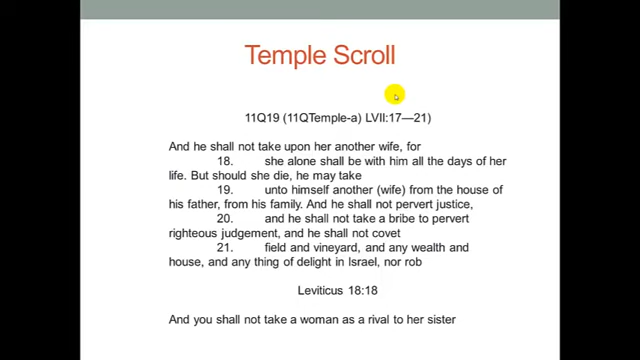 Temple Scroll
11Q19 (11QTemple-a) LVII:17—21)
And he shall not take upon her another wife, for
18. she alone shall be with him all the days of her
life. But should she die, he may take
19. unto himself another (wife) from the house of
his father, from his family. And he shall not pervert justice,
20. and he shall not take a bribe to pervert
righteous judgement, and he shall not covet
21. field and vineyard, and any wealth and
house, and any thing of delight in Israel, nor rob
Leviticus 18:18
And you shall not take a woman as a rival to her sister